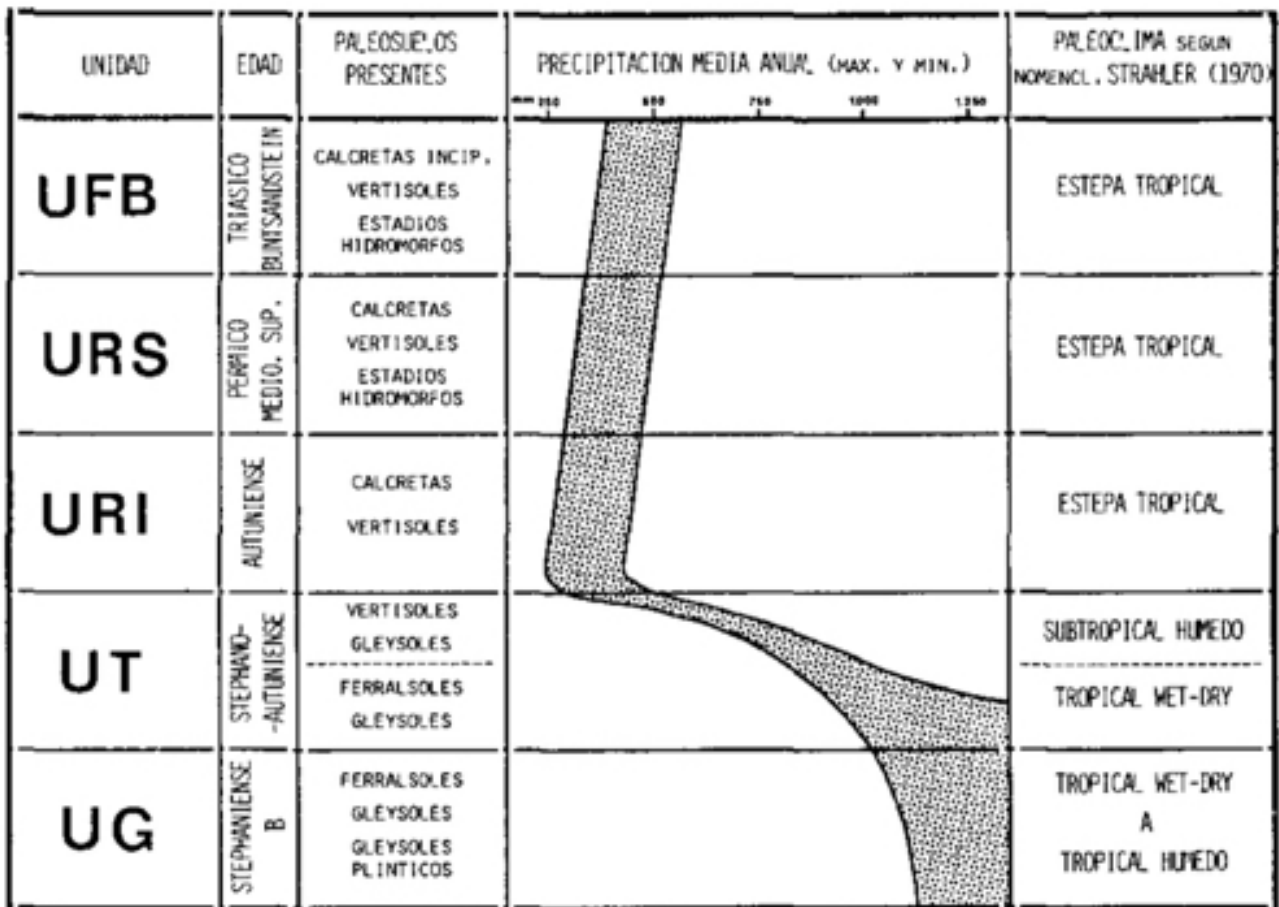 UNIDAD
EDAD
PALEOSUELOS
PRESENTES
PRECIPITACION MEDIA ANUAL (MAX. Y MIN.)
mm 250 500 750 1000 1.250
PALEOCLIMA SEGUN
NOMENCL. STRAHLER (1970)
UFB
TRIASICO
BUNTSANDSTEIN
CALCRETAS INCIP.
VERTISOLES
ESTADIOS
HIDROMORFOS
ESTEPA TROPICAL
URS
PERMICO
MEDIO. SUP.
CALCRETAS
VERTISOLES
ESTADIOS
HIDROMORFOS
ESTEPA TROPICAL
URI
AUTUNIENSE
CALCRETAS
VERTISOLES
ESTEPA TROPICAL
UT
STEPHANO-
-AUTUNIENSE
VERTISOLES
GLEYSOLES
FERRALSOLES
GLEYSOLES
SUBTROPICAL HUMEDO
TROPICAL WET-DRY
UG
STEPHANIENSE
B
FERRALSOLES
GLEYSOLES
GLEYSOLES
PLINTICOS
TROPICAL WET-DRY
A
TROPICAL HUMEDO